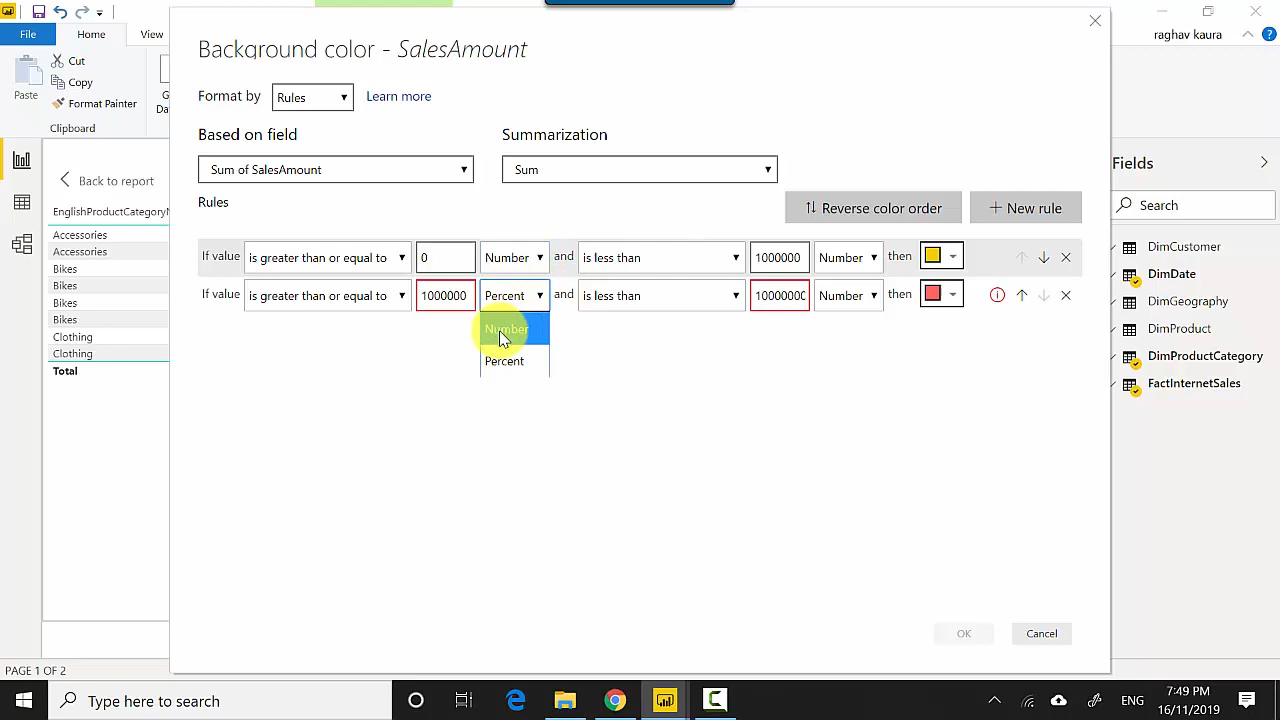 raghav kaura
File
Home
View
Cut
Copy
Format Painter
Paste
Clipboard
Back to report
EnglishProductCategoryN
Accessories
Accessories
Bikes
Bikes
Bikes
Bikes
Clothing
Clothing
Total
Background color - SalesAmount
Format by
Rules
Learn more
Based on field
Summarization
Sum of SalesAmount
Sum
Rules
Reverse color order
New rule
If value is greater than or equal to 0 Number and is less than 1000000 Number then
If value is greater than or equal to 1000000 Percent and is less than 1000000 Number then
Number
Percent
OK
Cancel
Fields
Search
DimCustomer
DimDate
DimGeography
DimProduct
DimProductCategory
FactInternetSales
PAGE 1 OF 2
Type here to search
ENG
7:49 PM
16/11/2019